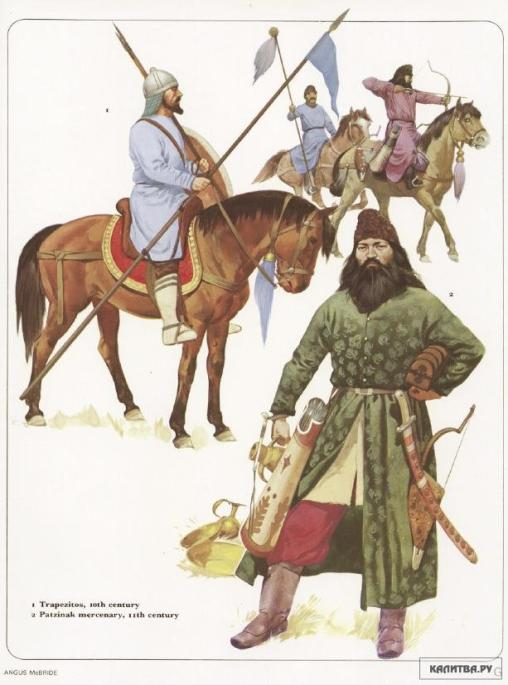 1
2
1 Trapezitos, 10th century
2 Patzinak mercenary, 11th century
ANGUS McBRIDE
КАЛИТВА.РУ
G